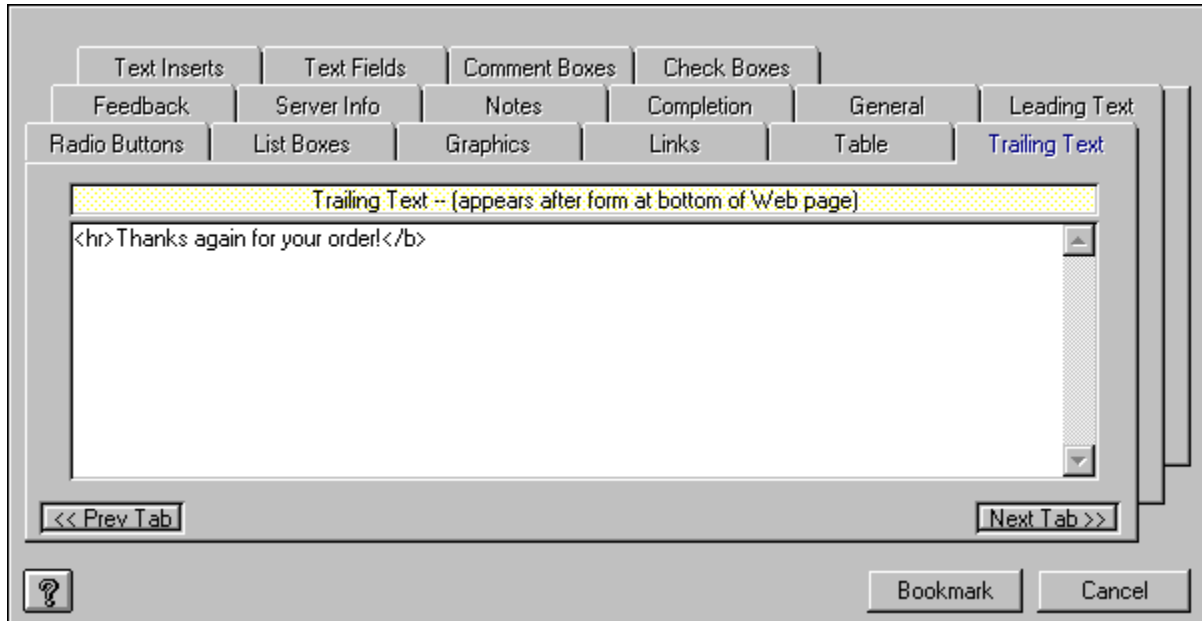 Text Inserts Text Fields Comment Boxes Check Boxes
Feedback Server Info Notes Completion General Leading Text
Radio Buttons List Boxes Graphics Links Table Trailing Text
Trailing Text -- (appears after form at bottom of Web page)
<hr>Thanks again for your order!</b>
<< Prev Tab Next Tab >>
? Bookmark Cancel